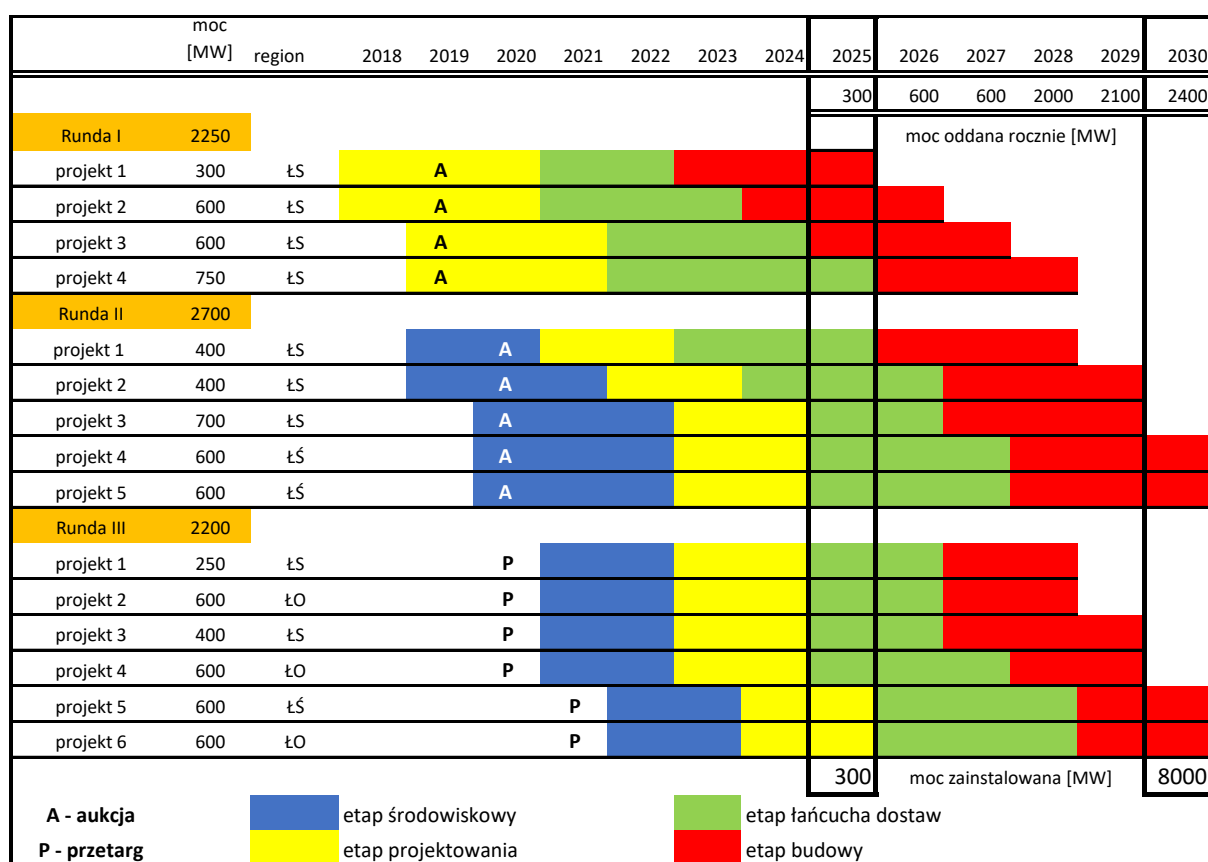 moc
[MW] region 2018 2019 2020 2021 2022 2023 2024 2025 2026 2027 2028 2029 2030
300 600 600 2000 2100 2400
Runda I 2250 moc oddana rocznie [MW]
projekt 1 300 ŁS A
projekt 2 600 ŁS A
projekt 3 600 ŁS A
projekt 4 750 ŁS A
Runda II 2700
projekt 1 400 ŁS A
projekt 2 400 ŁS A
projekt 3 700 ŁS A
projekt 4 600 ŁŚ A
projekt 5 600 ŁŚ A
Runda III 2200
projekt 1 250 ŁS P
projekt 2 600 ŁO P
projekt 3 400 ŁS P
projekt 4 600 ŁO P
projekt 5 600 ŁŚ P
projekt 6 600 ŁO P
300 moc zainstalowana [MW] 8000
A - aukcja etap środowiskowy etap łańcucha dostaw
P - przetarg etap projektowania etap budowy